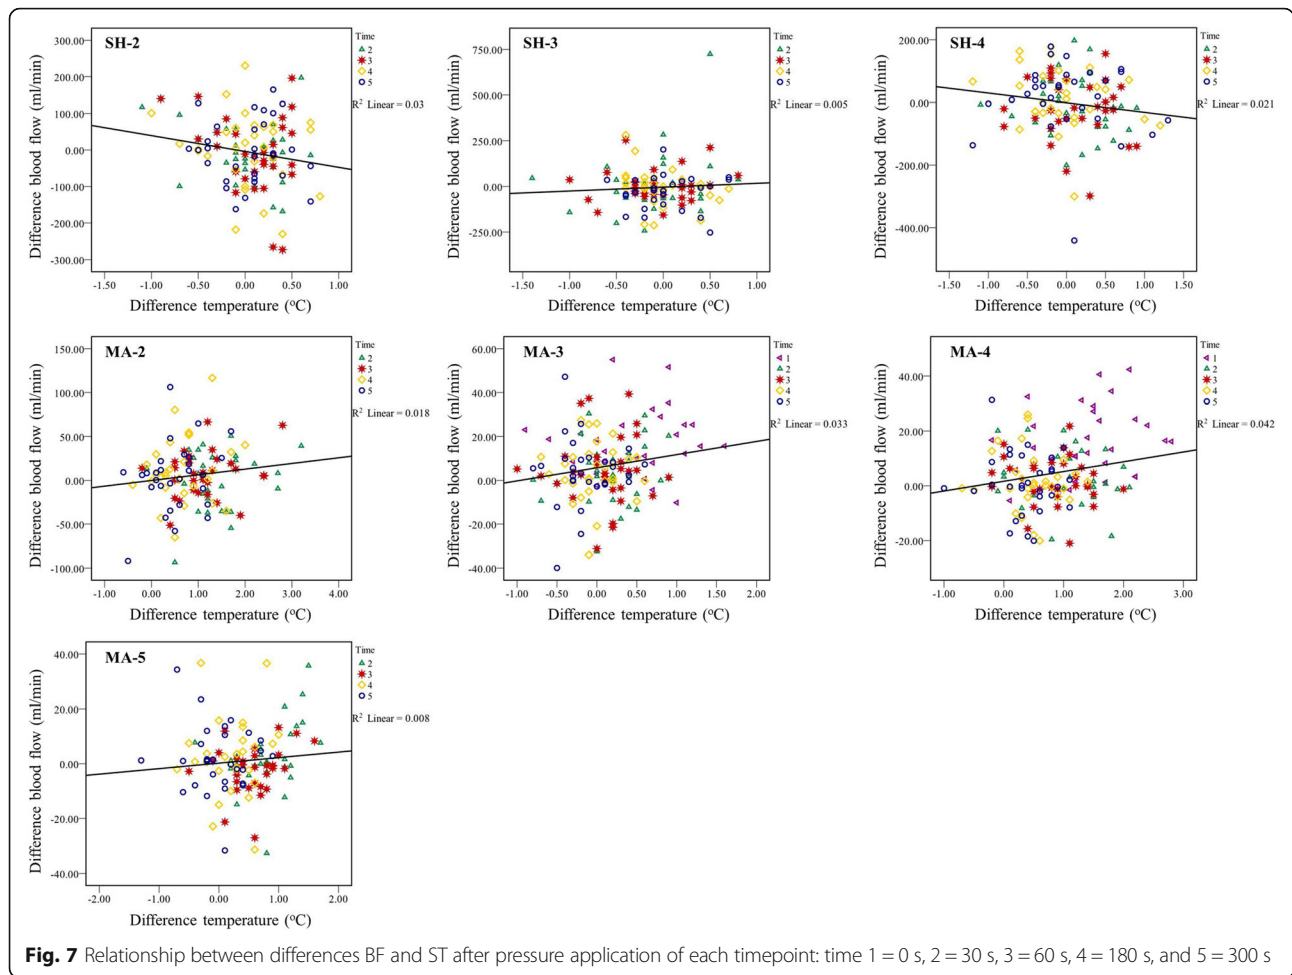 SH-2
300.00
200.00
100.00
.00
-100.00
-200.00
-300.00
Difference blood flow (ml/min)
-1.50 -1.00 -0.50 0.00 0.50 1.00
Difference temperature (°C)
Time
2
3
4
5
R² Linear = 0.03
SH-3
750.00
500.00
250.00
.00
-250.00
Difference blood flow (ml/min)
-1.50 -1.00 -0.50 0.00 0.50 1.00
Difference temperature (°C)
Time
2
3
4
5
R² Linear = 0.005
SH-4
200.00
.00
-200.00
-400.00
Difference blood flow (ml/min)
-1.50 -1.00 -0.50 0.00 0.50 1.00 1.50
Difference temperature (°C)
Time
2
3
4
5
R² Linear = 0.021
MA-2
150.00
100.00
50.00
.00
-50.00
-100.00
Difference blood flow (ml/min)
-1.00 0.00 1.00 2.00 3.00 4.00
Difference temperature (°C)
Time
2
3
4
5
R² Linear = 0.018
MA-3
60.00
40.00
20.00
.00
-20.00
-40.00
Difference blood flow (ml/min)
-1.00 -0.50 0.00 0.50 1.00 1.50 2.00
Difference temperature (°C)
Time
1
2
3
4
5
R² Linear = 0.033
MA-4
40.00
20.00
.00
-20.00
Difference blood flow (ml/min)
-1.00 0.00 1.00 2.00 3.00
Difference temperature (°C)
Time
1
2
3
4
5
R² Linear = 0.042
MA-5
40.00
20.00
.00
-20.00
-40.00
Difference blood flow (ml/min)
-2.00 -1.00 0.00 1.00 2.00
Difference temperature (°C)
Time
2
3
4
5
R² Linear = 0.008
Fig. 7 Relationship between differences BF and ST after pressure application of each timepoint: time 1 = 0 s, 2 = 30 s, 3 = 60 s, 4 = 180 s, and 5 = 300 s